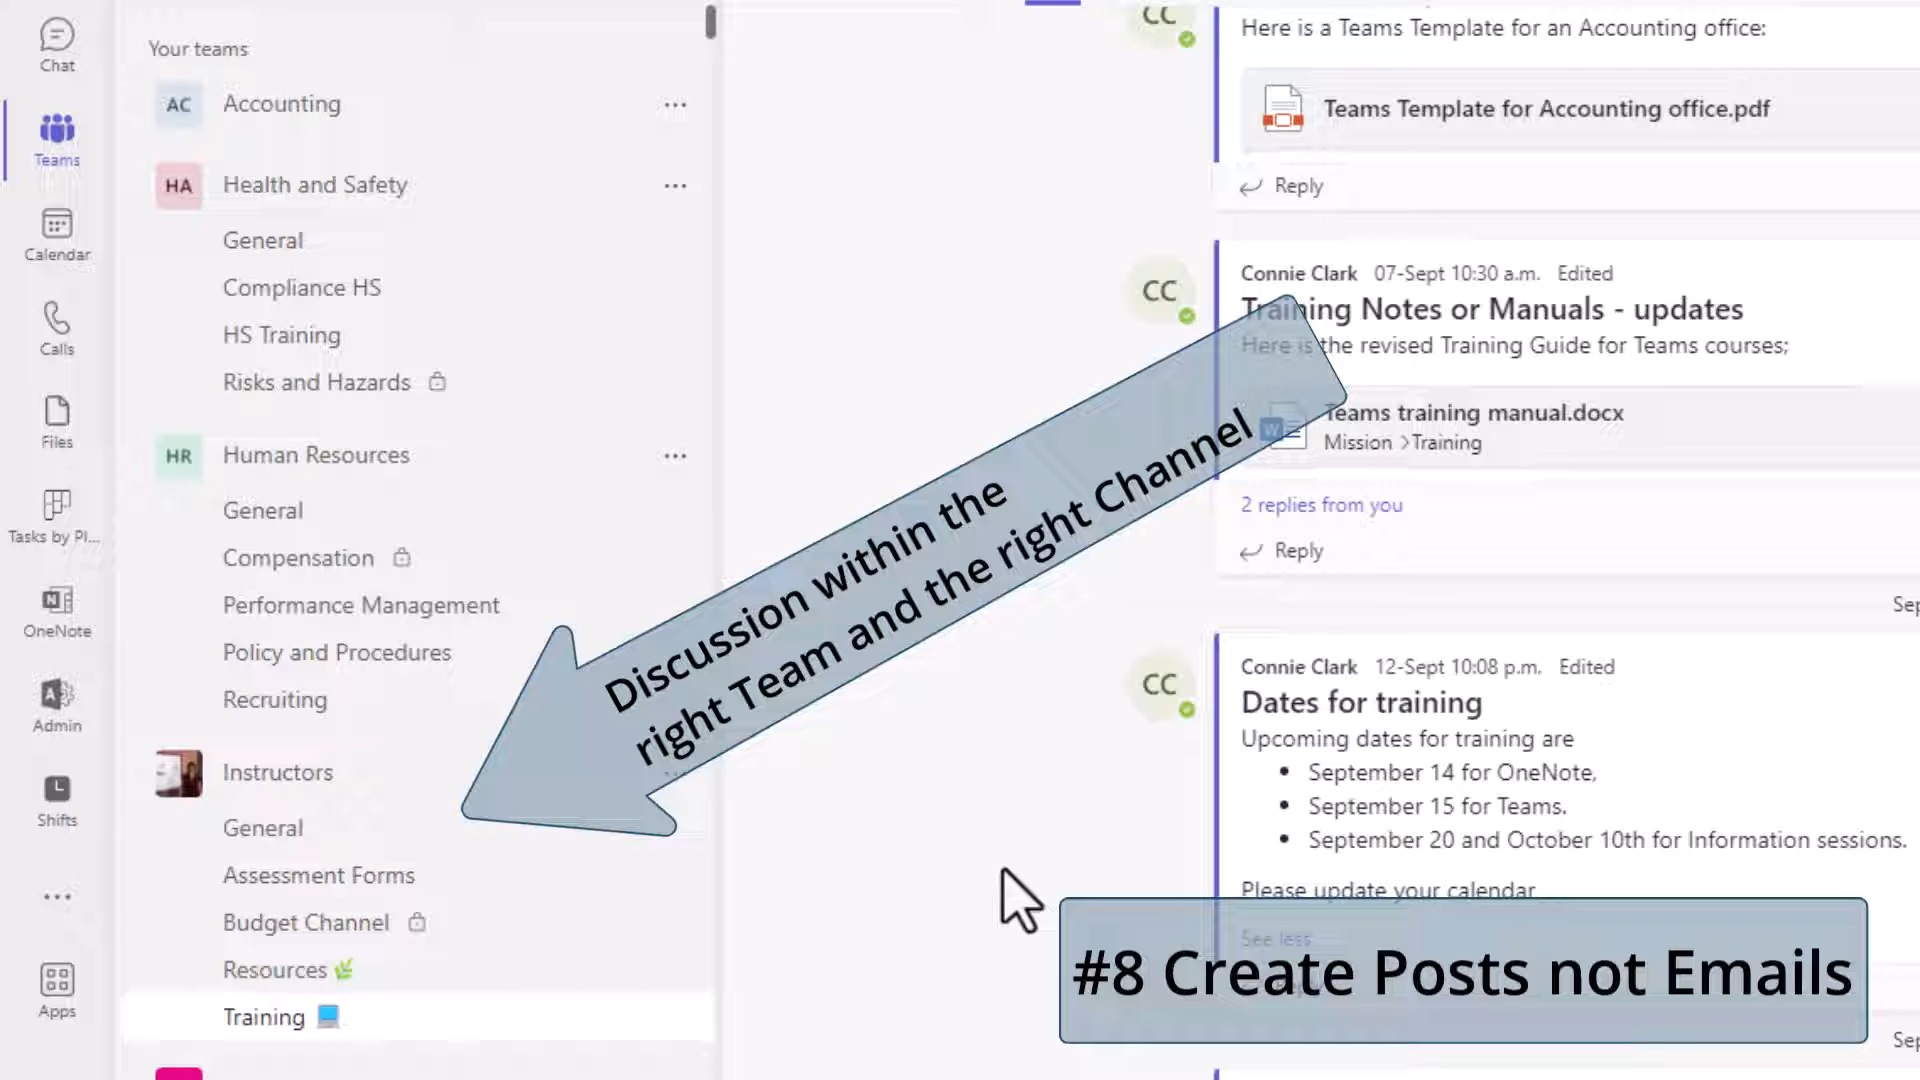 Chat
Teams
Calendar
Calls
Files
Tasks by Pl...
OneNote
Admin
Shifts
Apps
Your teams
AC Accounting
HA Health and Safety
General
Compliance HS
HS Training
Risks and Hazards
HR Human Resources
General
Compensation
Performance Management
Policy and Procedures
Recruiting
Instructors
General
Assessment Forms
Budget Channel
Resources
Training
CC
Here is a Teams Template for an Accounting office:
Teams Template for Accounting office.pdf
Reply
CC
Connie Clark 07-Sept 10:30 a.m. Edited
Training Notes or Manuals - updates
Here is the revised Training Guide for Teams courses;
Teams training manual.docx
Mission >Training
2 replies from you
Reply
Sep
CC
Connie Clark 12-Sept 10:08 p.m. Edited
Dates for training
Upcoming dates for training are
• September 14 for OneNote,
• September 15 for Teams.
• September 20 and October 10th for Information sessions.
Please update your calendar
See less
Reply
Sep
Discussion within the
right Team and the right Channel
#8 Create Posts not Emails